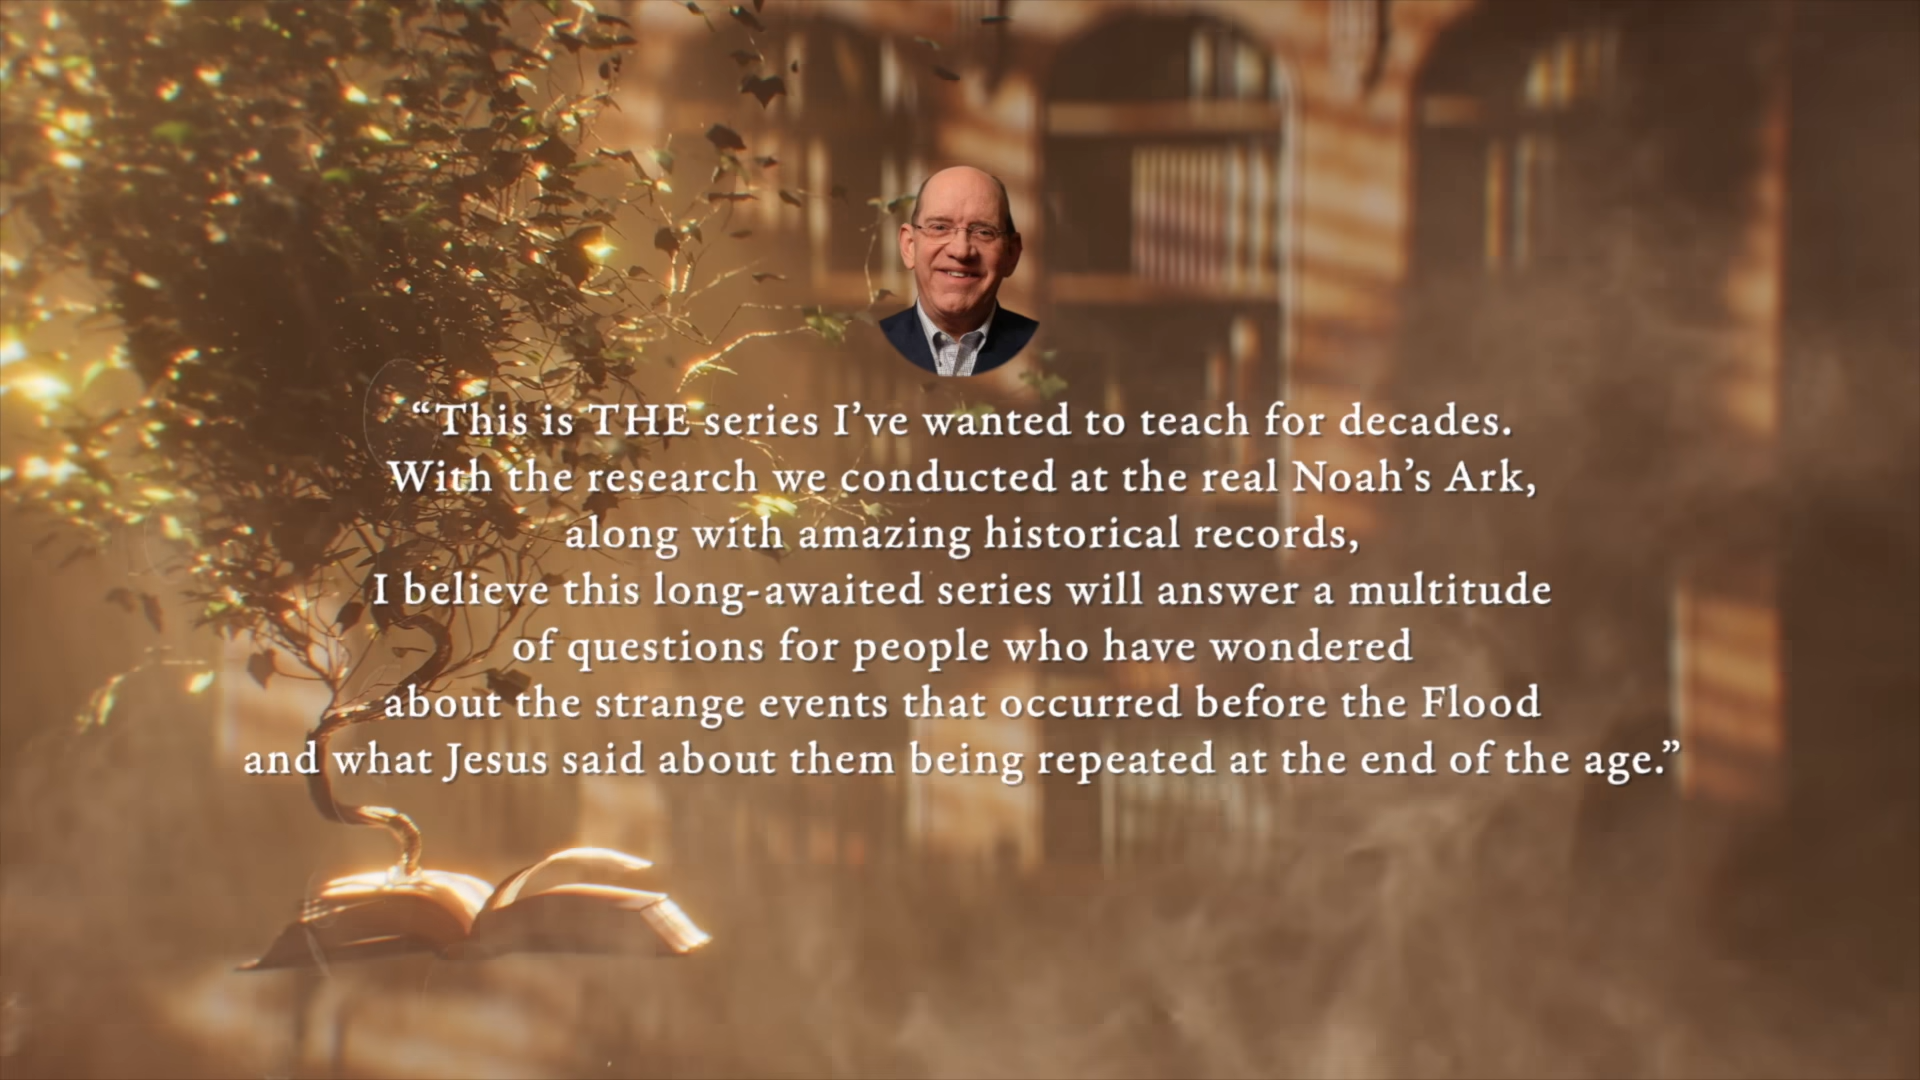 “This is THE series I’ve wanted to teach for decades.
With the research we conducted at the real Noah’s Ark,
along with amazing historical records,
I believe this long-awaited series will answer a multitude
of questions for people who have wondered
about the strange events that occurred before the Flood
and what Jesus said about them being repeated at the end of the age.”